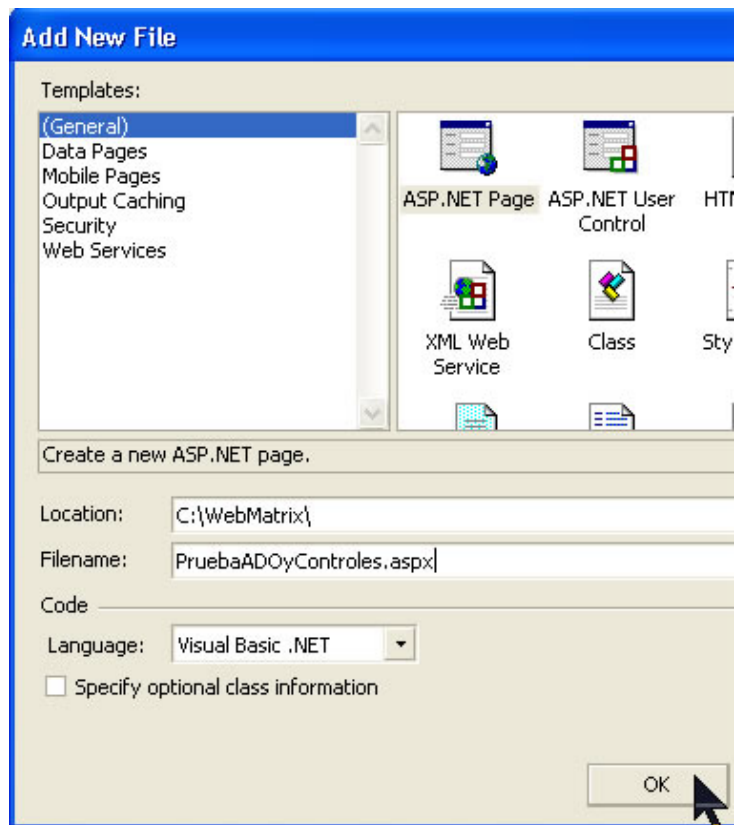 Add New File
Templates:
(General)
Data Pages
Mobile Pages
Output Caching
Security
Web Services
ASP.NET Page
ASP.NET User
Control
XML Web
Service
Class
Create a new ASP.NET page.
Location:
C:\WebMatrix\
Filename:
PruebaADOyControles.aspx
Code
Language:
Visual Basic .NET
Specify optional class information
OK